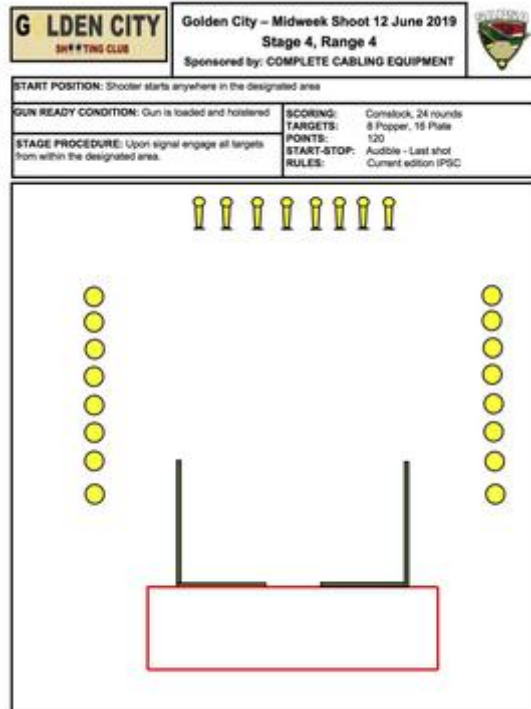 G LDEN CITY
SH TING CLUB
Golden City – Midweek Shoot 12 June 2019
Stage 4, Range 4
Sponsored by: COMPLETE CABLING EQUIPMENT
START POSITION: Shooter starts anywhere in the designated area
GUN READY CONDITION: Gun is loaded and holstered
STAGE PROCEDURE: Upon signal engage all targets
from within the designated area.
SCORING: Comstock, 24 rounds
TARGETS: 8 Popper, 16 Plate
POINTS: 120
START-STOP: Audible - Last shot
RULES: Current edition IPSC